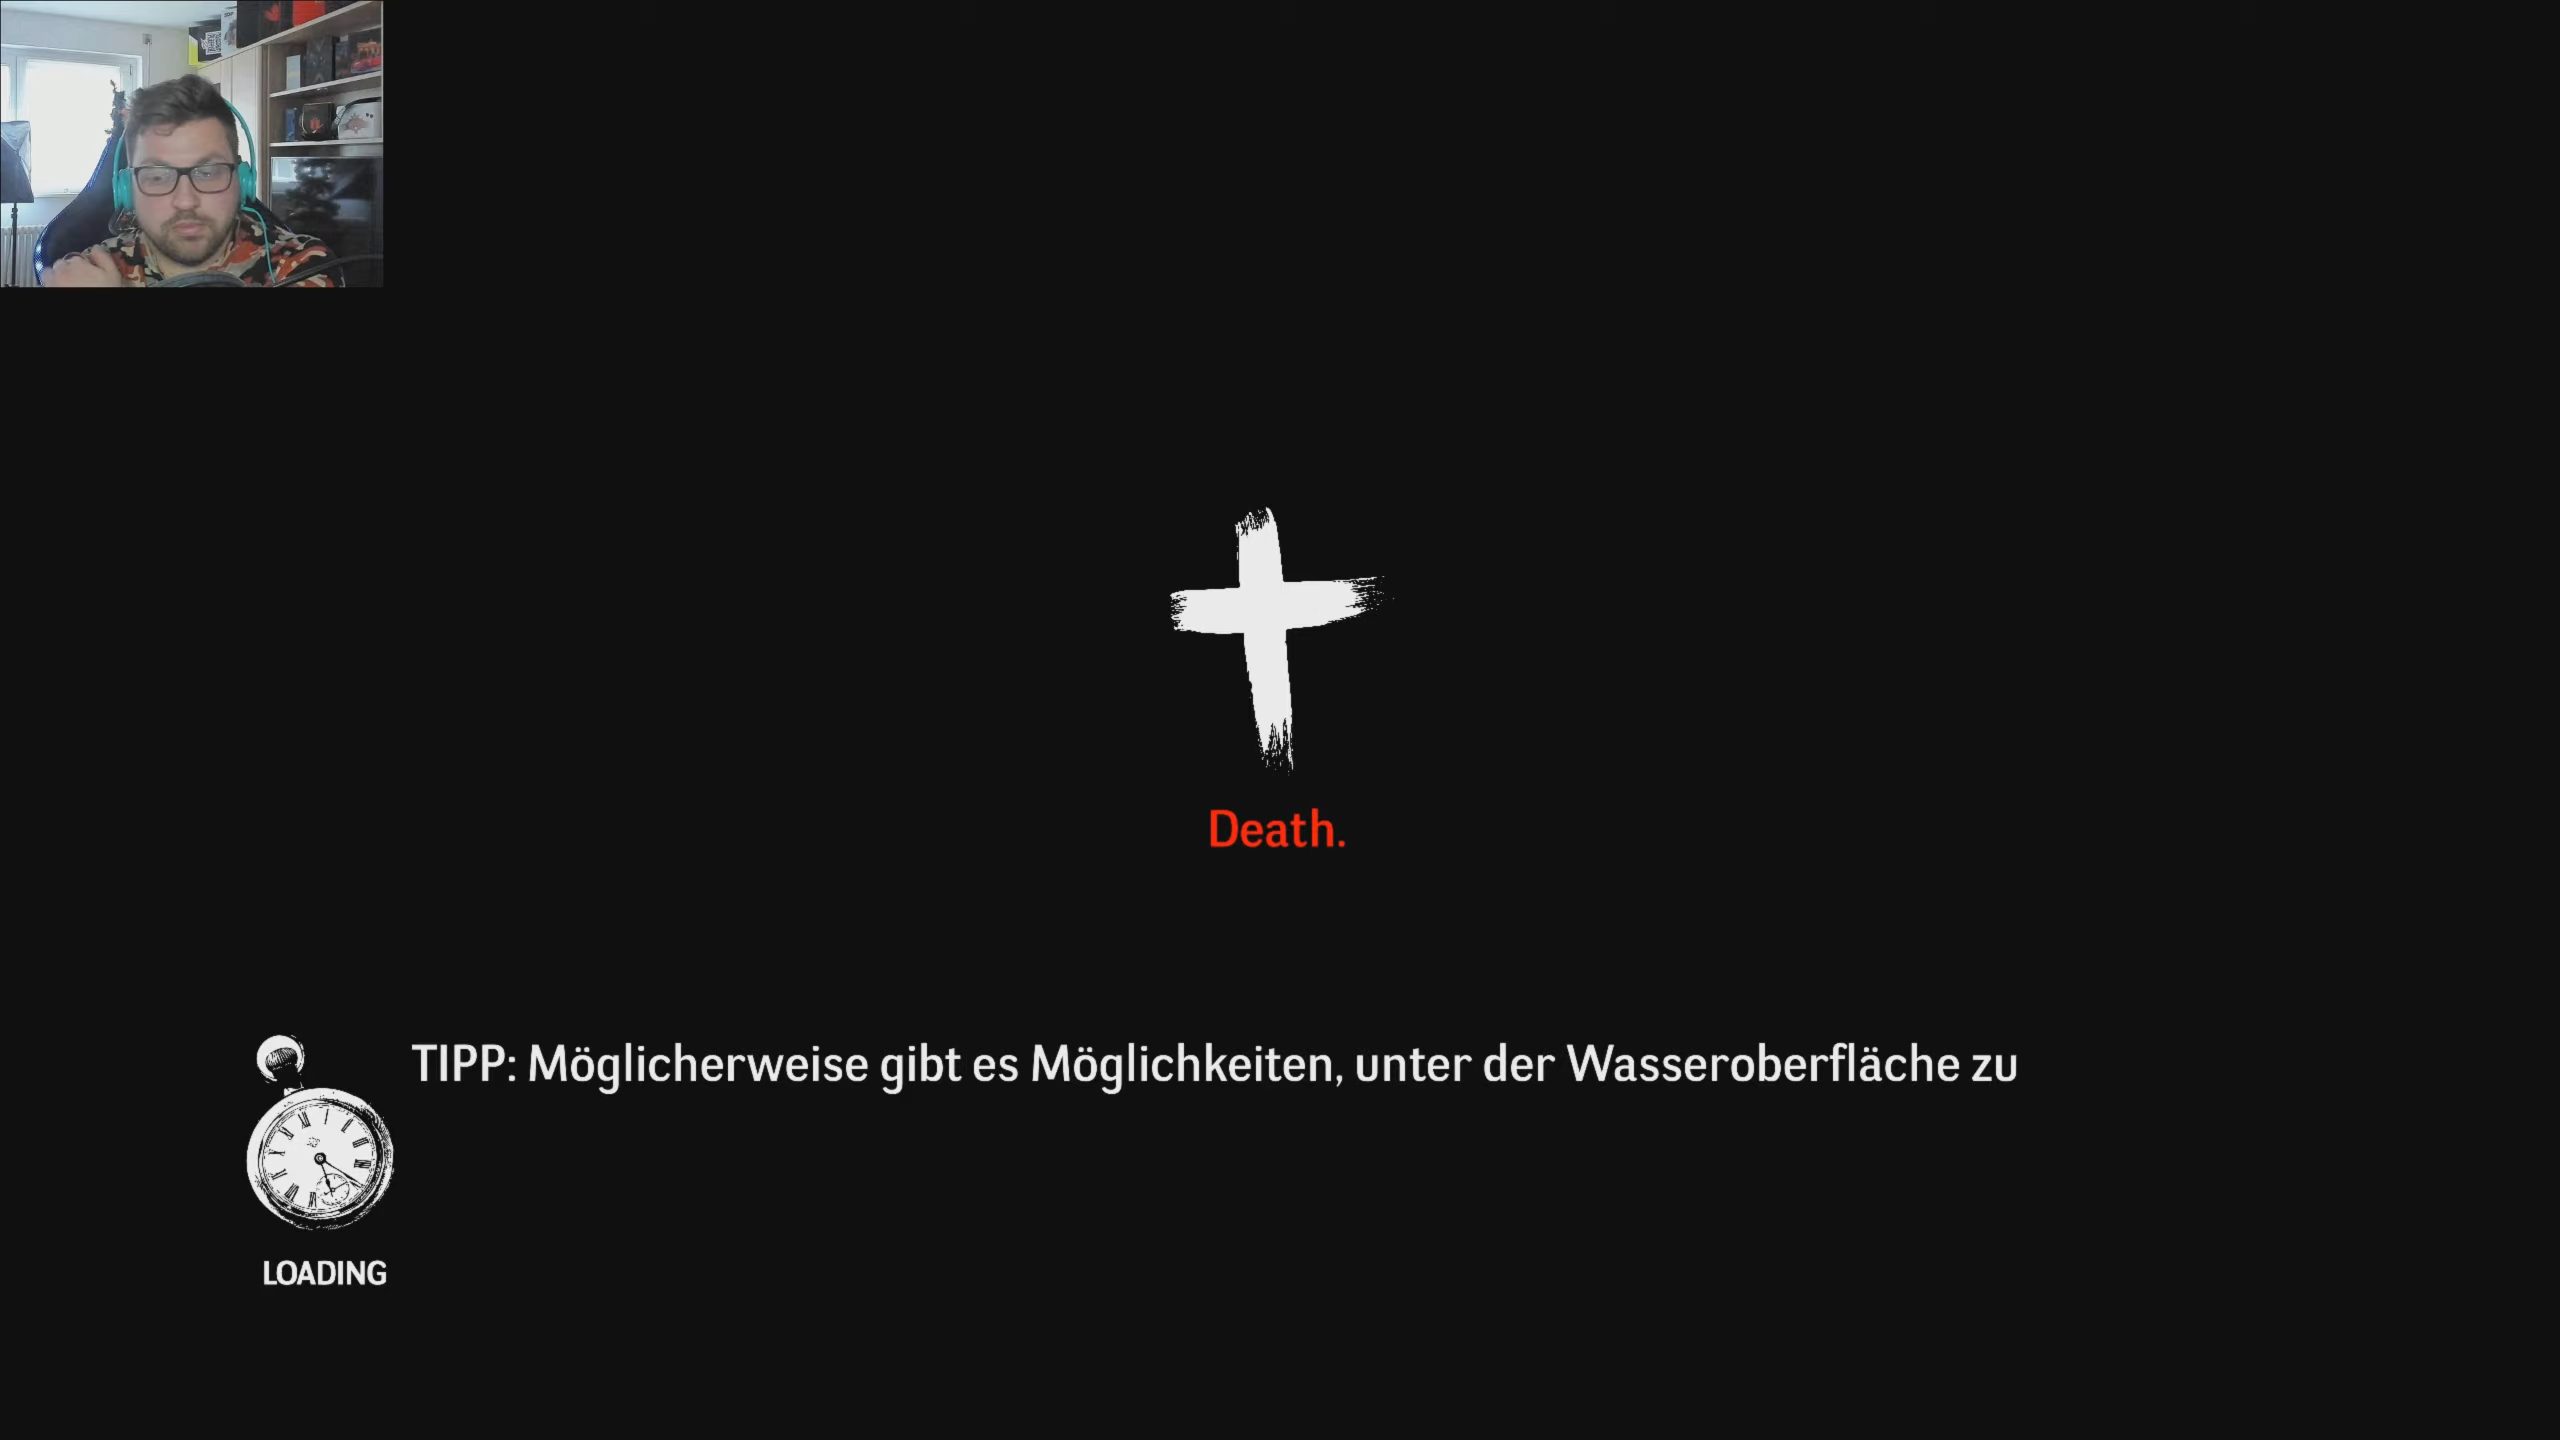 Death.
TIPP: Möglicherweise gibt es Möglichkeiten, unter der Wasseroberfläche zu
LOADING